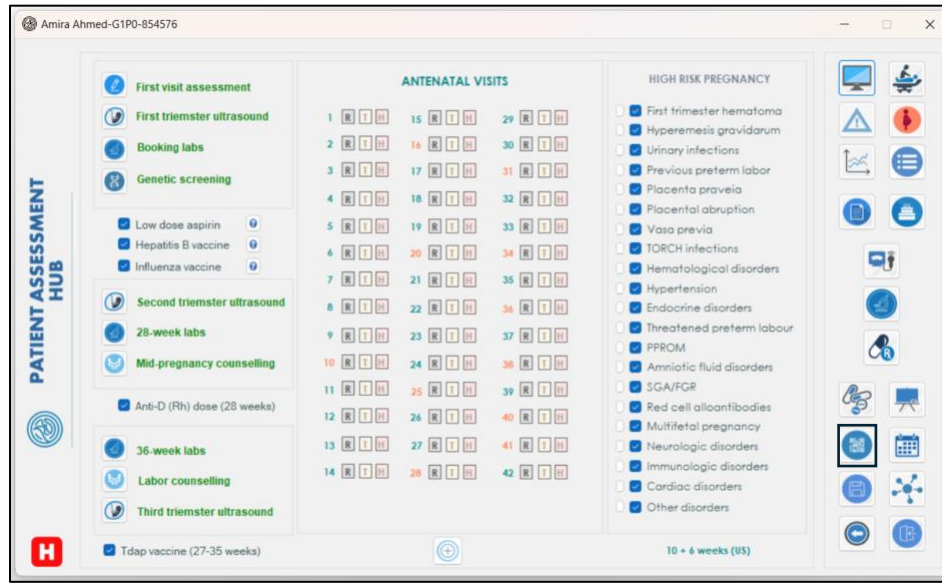 Amira Ahmed-G1P0-854576
PATIENT ASSESSMENT
HUB
First visit assessment
First triemster ultrasound
Booking labs
Genetic screening
Low dose aspirin ?
Hepatitis B vaccine ?
Influenza vaccine ?
Second triemster ultrasound
28-week labs
Mid-pregnancy counselling
Anti-D (Rh) dose (28 weeks)
36-week labs
Labor counselling
Third triemster ultrasound
H
Tdap vaccine (27-35 weeks)
ANTENATAL VISITS
1 R T H 15 R T H 29 R T H
2 R T H 16 R T H 30 R T H
3 R T H 17 R T H 31 R T H
4 R T H 18 R T H 32 R T H
5 R T H 19 R T H 33 R T H
6 R T H 20 R T H 34 R T H
7 R T H 21 R T H 35 R T H
8 R T H 22 R T H 36 R T H
9 R T H 23 R T H 37 R T H
10 R T H 24 R T H 38 R T H
11 R T H 25 R T H 39 R T H
12 R T H 26 R T H 40 R T H
13 R T H 27 R T H 41 R T H
14 R T H 28 R T H 42 R T H
HIGH RISK PREGNANCY
First trimester hematoma
Hyperemesis gravidarum
Urinary infections
Previous preterm labor
Placenta praveia
Placental abruption
Vasa previa
TORCH infections
Hematological disorders
Hypertension
Endocrine disorders
Threatened preterm labour
PPROM
Amniotic fluid disorders
SGA/FGR
Red cell alloantibodies
Multifetal pregnancy
Neurologic disorders
Immunologic disorders
Cardiac disorders
Other disorders
10 + 6 weeks (US)
R